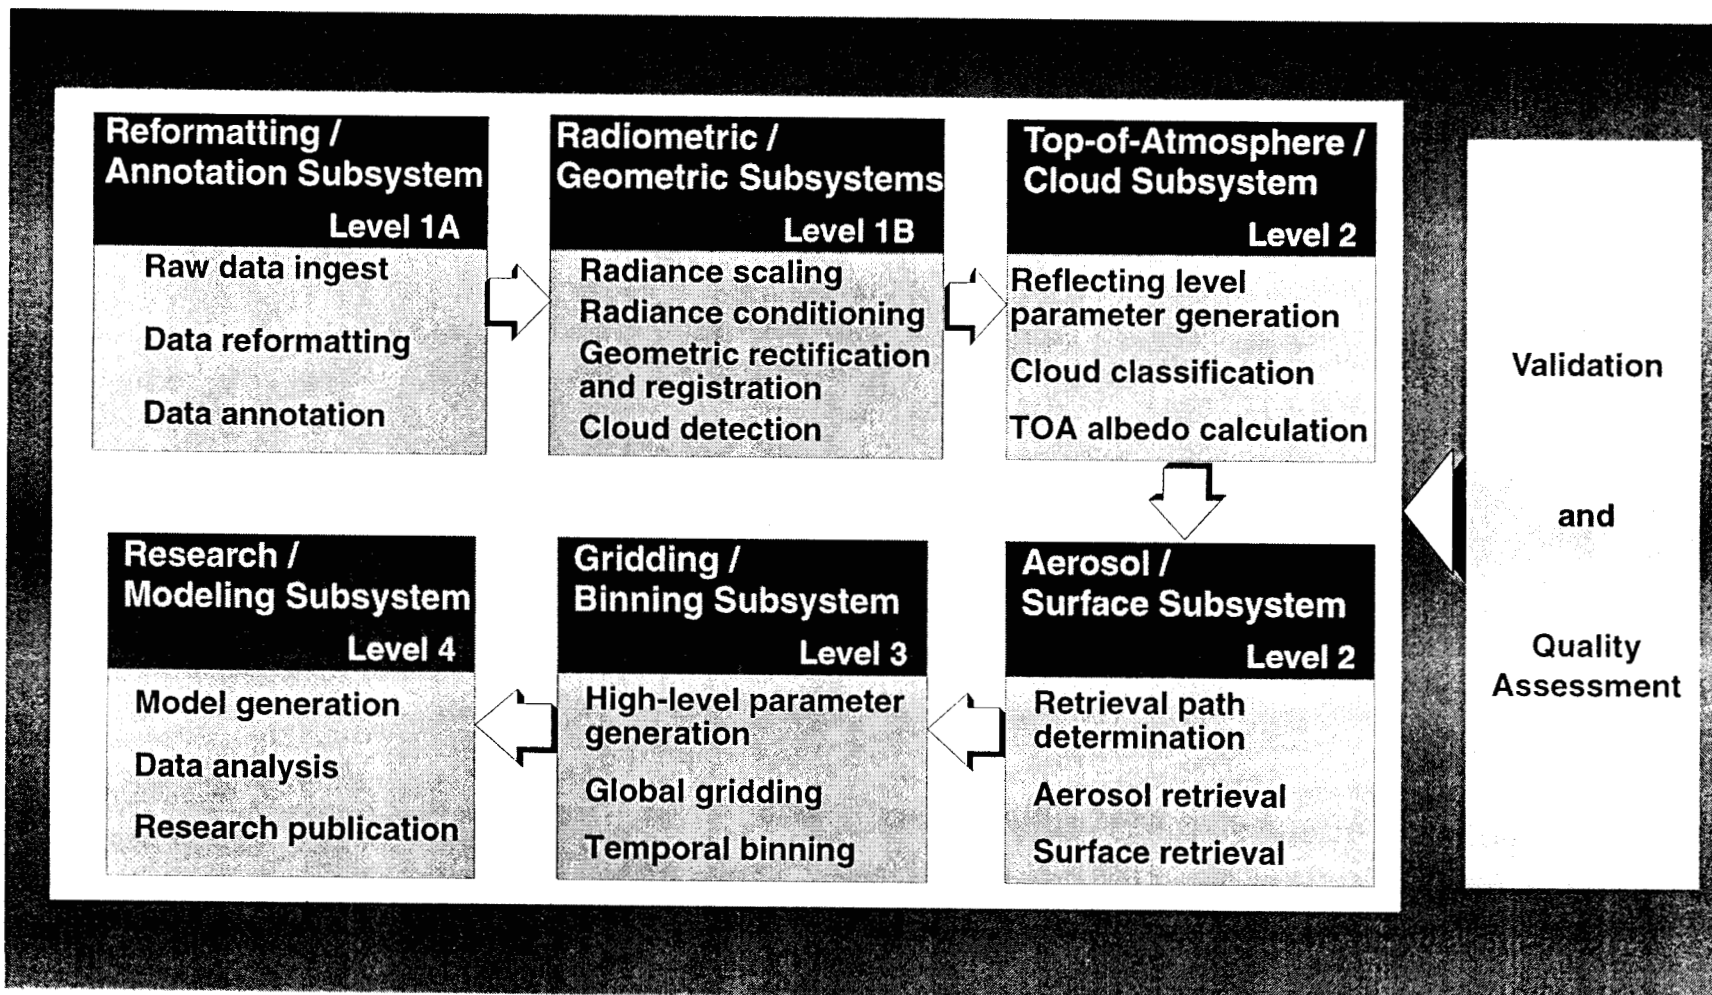 Reformatting /
Annotation Subsystem
Level 1A
Raw data ingest
Data reformatting
Data annotation
Radiometric /
Geometric Subsystems
Level 1B
Radiance scaling
Radiance conditioning
Geometric rectification
and registration
Cloud detection
Top-of-Atmosphere /
Cloud Subsystem
Level 2
Reflecting level
parameter generation
Cloud classification
TOA albedo calculation
Aerosol /
Surface Subsystem
Level 2
Retrieval path
determination
Aerosol retrieval
Surface retrieval
Gridding /
Binning Subsystem
Level 3
High-level parameter
generation
Global gridding
Temporal binning
Research /
Modeling Subsystem
Level 4
Model generation
Data analysis
Research publication
Validation
and
Quality
Assessment